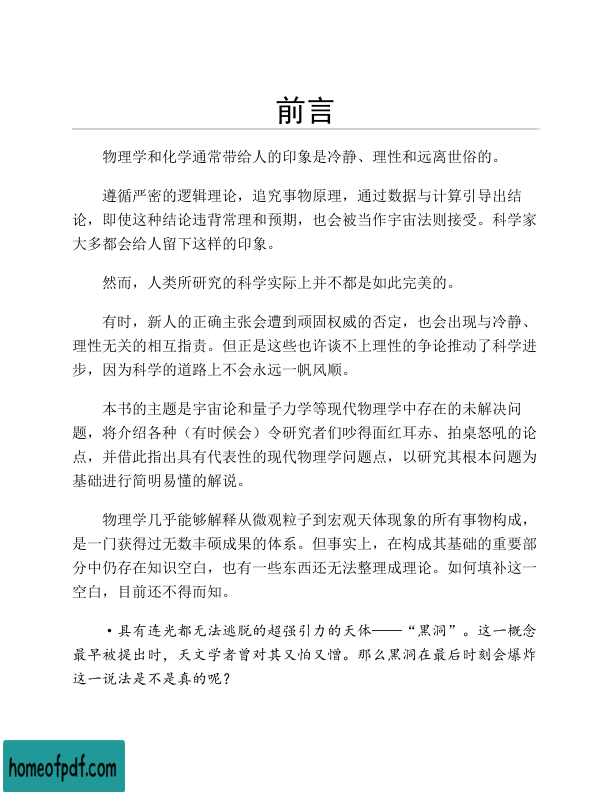 前言
物理学和化学通常带给人的印象是冷静、理性和远离世俗的。
遵循严密的逻辑理论，追究事物原理，通过数据与计算引导出结
论，即使这种结论违背常理和预期，也会被当作宇宙法则接受。科学家
大多都会给人留下这样的印象。
然而，人类所研究的科学实际上并不都是如此完美的。
有时，新人的正确主张会遭到顽固权威的否定，也会出现与冷静、
理性无关的相互指责。但正是这些也许谈不上理性的争论推动了科学进
步，因为科学的道路上不会永远一帆风顺。
本书的主题是宇宙论和量子力学等现代物理学中存在的未解决问
题，将介绍各种（有时候会）令研究者们吵得面红耳赤、拍桌怒吼的论
点，并借此指出具有代表性的现代物理学问题点，以研究其根本问题为
基础进行简明易懂的解说。
物理学几乎能够解释从微观粒子到宏观天体现象的所有事物构成，
是一门获得过无数丰硕成果的体系。但事实上，在构成其基础的重要部
分中仍存在知识空白，也有一些东西还无法整理成理论。如何填补这一
空白，目前还不得而知。
·具有连光都无法逃脱的超强引力的天体——“黑洞”。这一概念
最早被提出时，天文学者曾对其又怕又憎。那么黑洞在最后时刻会爆炸
这一说法是不是真的呢？
homeofpdf.com